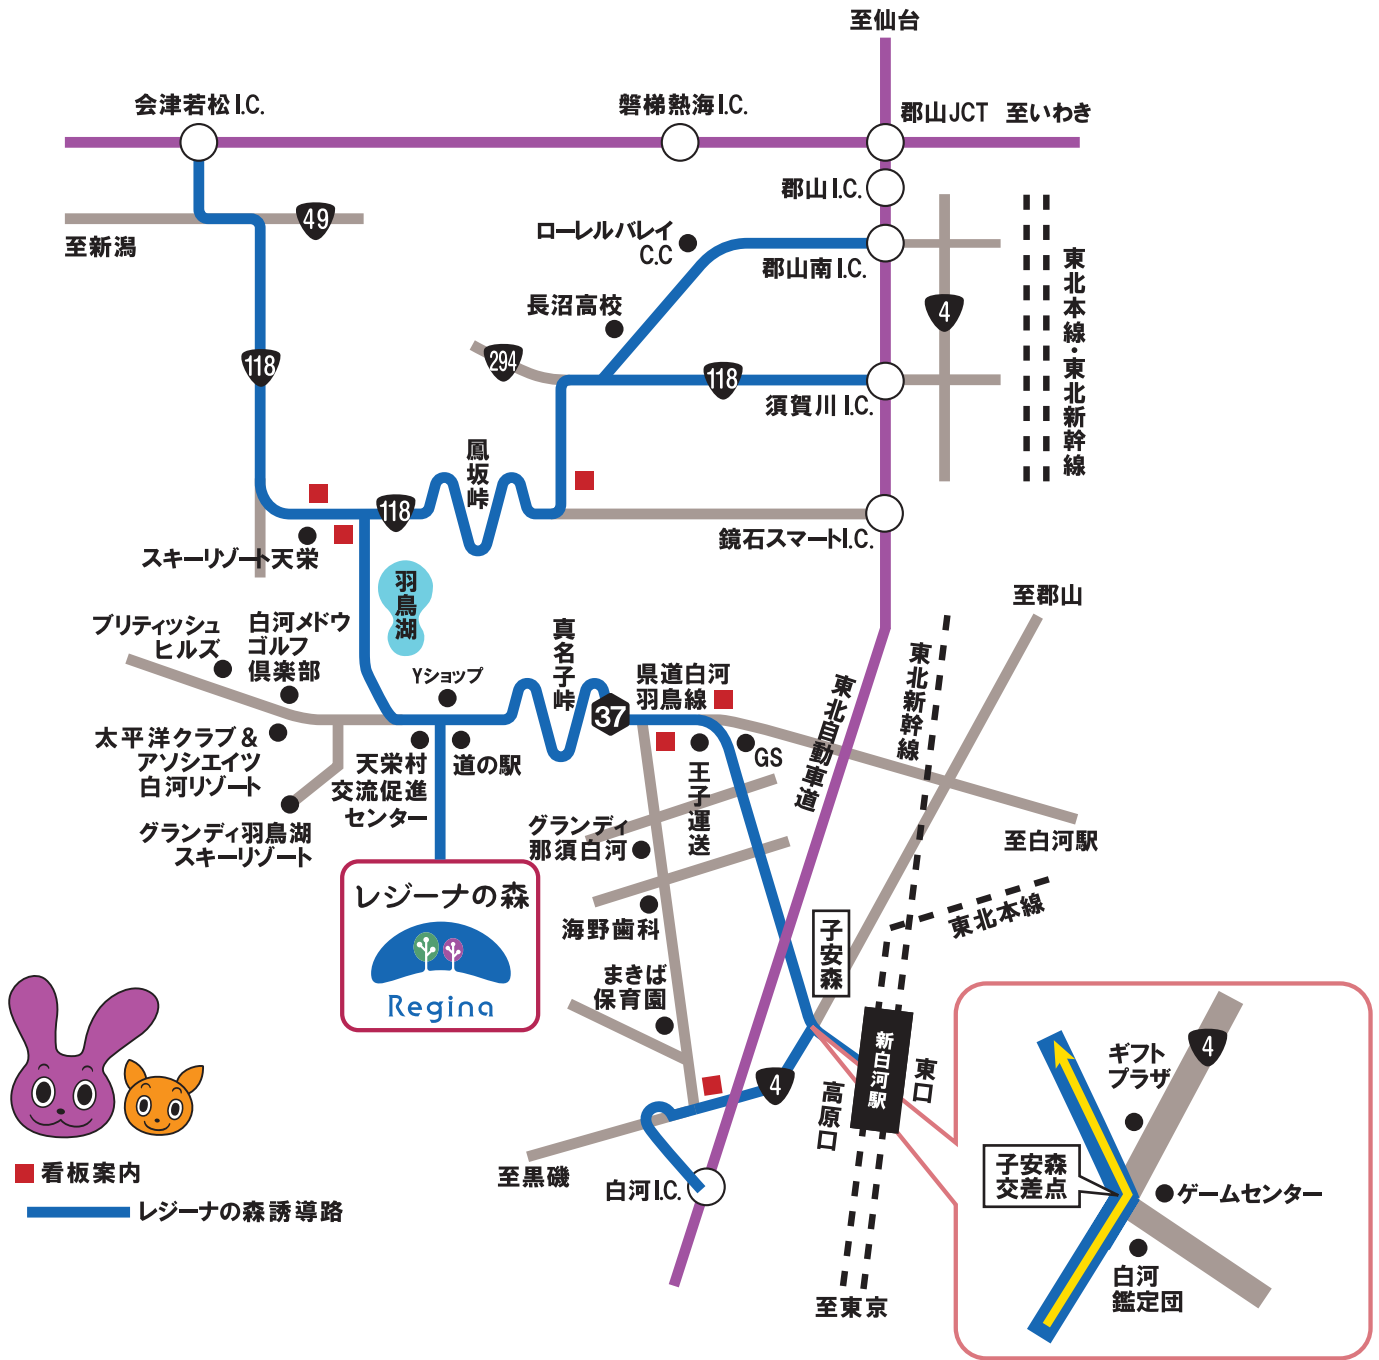 至仙台
会津若松I.C.
磐梯熱海I.C.
郡山JCT
至いわき
郡山I.C.
49
至新潟
ローレルバレイ
C.C
郡山南I.C.
東北本線・東北新幹線
長沼高校
4
118
294
118
須賀川I.C.
鳳坂峠
118
鏡石スマートI.C.
スキーリゾート天栄
羽鳥湖
至郡山
ブリティッシュ
ヒルズ
白河メドウ
ゴルフ
倶楽部
Yショップ
真名子峠
県道白河
羽鳥線
37
東北自動車道
東北新幹線
太平洋クラブ&
アソシエイツ
白河リゾート
天栄村
交流促進
センター
道の駅
王子運送
GS
グランディ羽鳥湖
スキーリゾート
グランディ
那須白河
至白河駅
レジーナの森
Regina
海野歯科
子安森
東北本線
まきば
保育園
新白河駅
東口
高原口
4
至黒磯
白河I.C.
至東京
看板案内
レジーナの森誘導路
ギフト
プラザ
4
子安森
交差点
ゲームセンター
白河
鑑定団